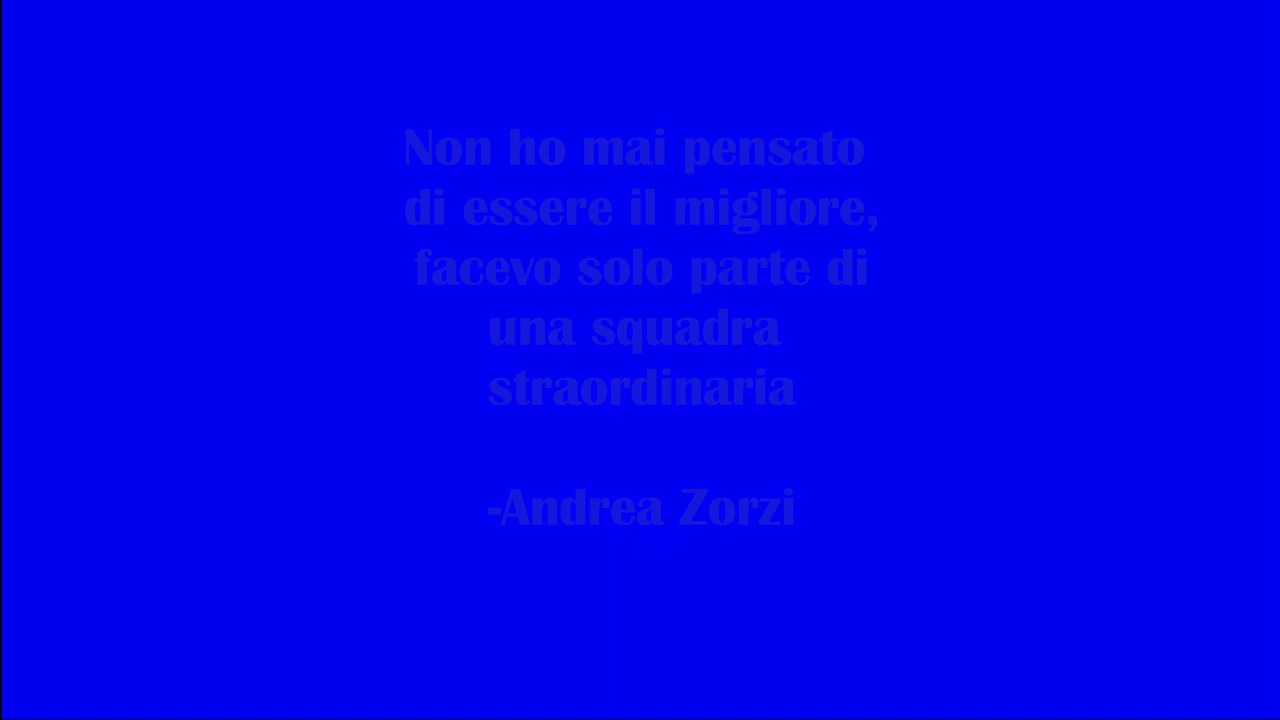 Non ho mai pensato
di essere il migliore,
facevo solo parte di
una squadra
straordinaria
-Andrea Zorzi